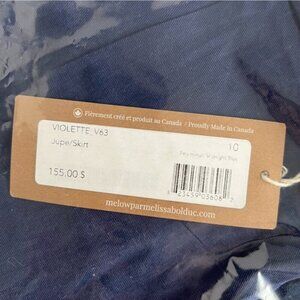 Fièrement créé et produit au Canada / Proudly Made in Canada
VIOLETTE V63
Jupe/Skirt
10
155,00 $
melowparmelissabolduc.com